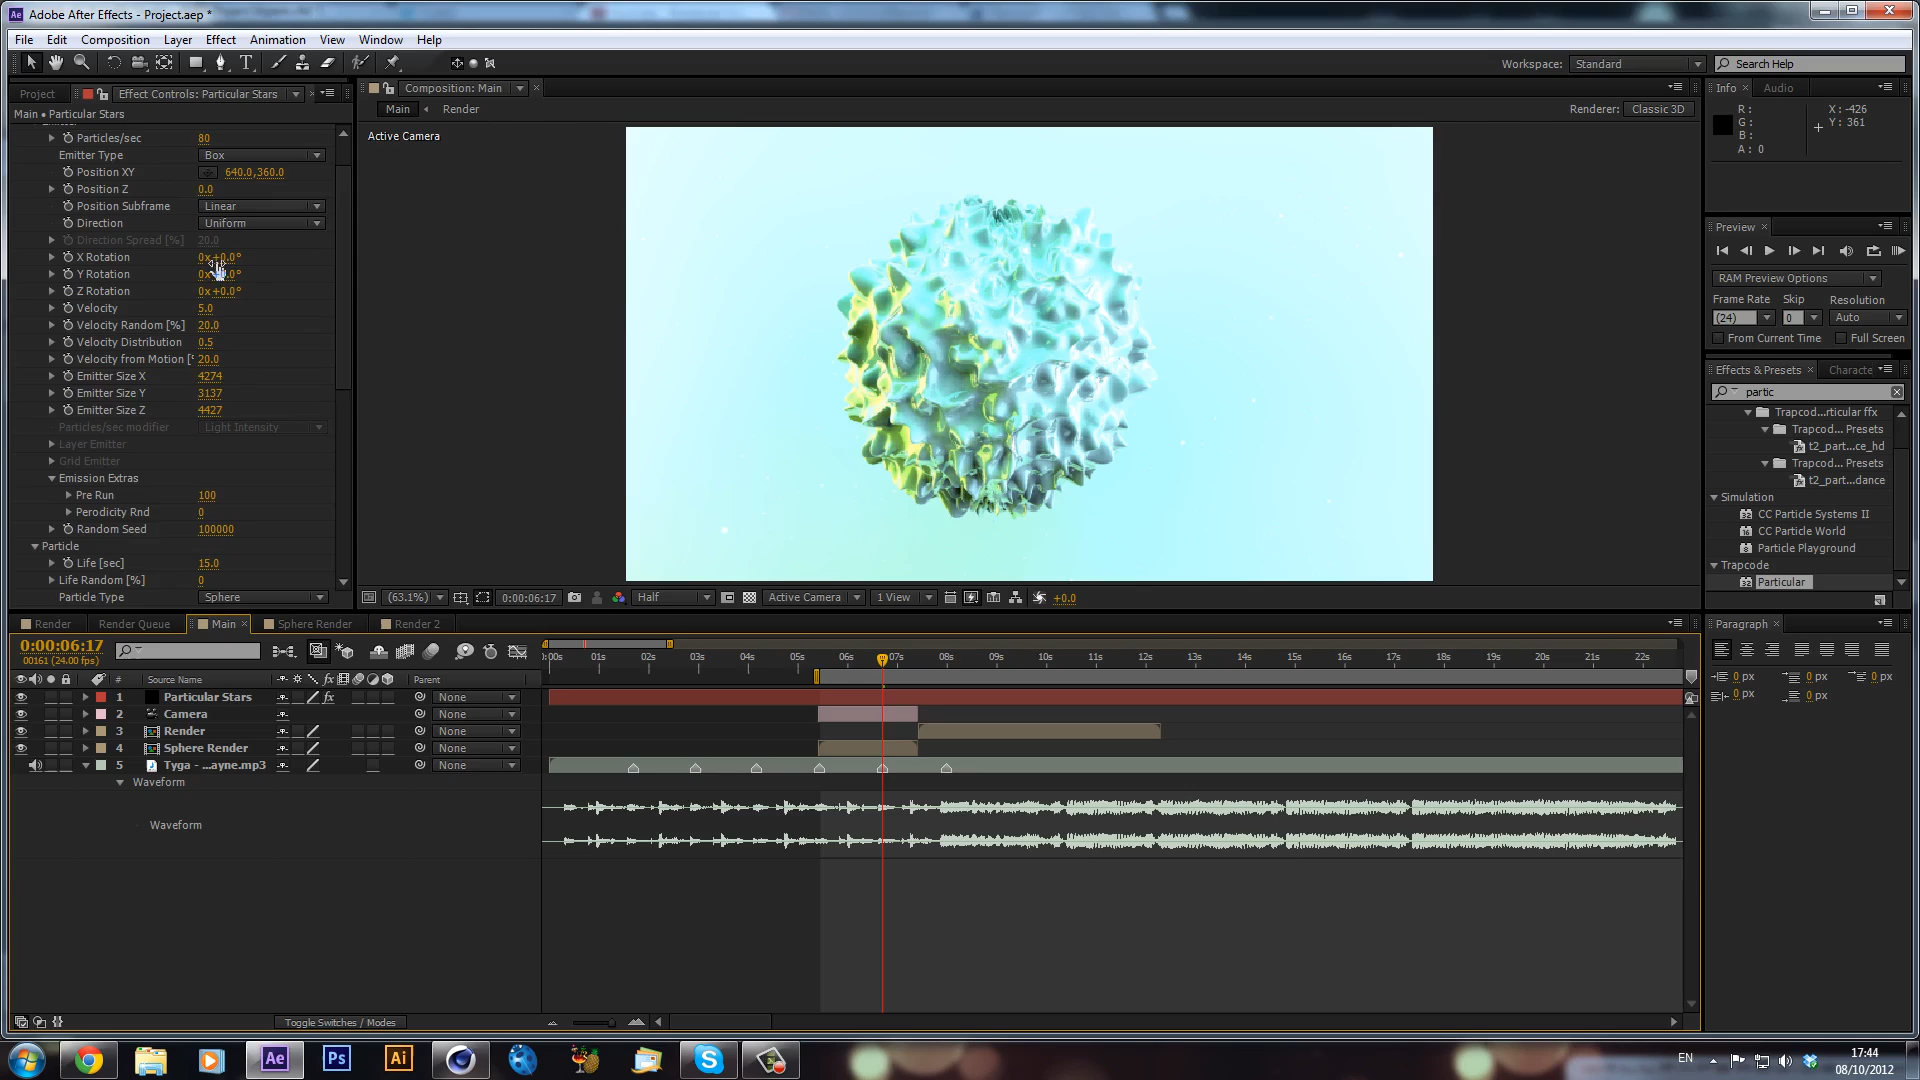 Adobe After Effects - Project.aep *
File Edit Composition Layer Effect Animation View Window Help
Workspace: Standard Search Help
Project Effect Controls: Particular Stars
Composition: Main
Info Audio
Main • Particular Stars
Main Render
Renderer: Classic 3D
Active Camera
R:
G:
B:
A: 0
X: -426
Y: 361
Particles/sec 80
Emitter Type Box
Position XY 640.0,360.0
Position Z 0.0
Position Subframe Linear
Direction Uniform
Direction Spread [%] 20.0
X Rotation 0x+0.0°
Y Rotation
Z Rotation 0x+0.0°
Velocity 5.0
Velocity Random [%] 20.0
Velocity Distribution 0.5
Velocity from Motion [% 20.0
Emitter Size X 4274
Emitter Size Y 3137
Emitter Size Z 4427
Particles/sec modifier Light Intensity
Layer Emitter
Grid Emitter
Emission Extras
Pre Run 100
Perodicity Rnd 0
Random Seed 100000
Particle
Life [sec] 15.0
Life Random [%] 0
Particle Type Sphere
Preview
RAM Preview Options
Frame Rate Skip Resolution
(24) 0 Auto
From Current Time Full Screen
Effects & Presets Characte
partic
Trapcod...rticular ffx
Trapcod... Presets
t2_part...ce_hd
Trapcod... Presets
t2_part...dance
Simulation
CC Particle Systems II
CC Particle World
Particle Playground
Trapcode
Particular
(63.1%) 0:00:06:17 Half Active Camera 1 View +0.0
Render Render Queue Main Sphere Render Render 2
0:00:06:17
00161 (24.00 fps)
# Source Name Parent
:00s 01s 02s 03s 04s 05s 06s 07s 08s 09s 10s 11s 12s 13s 14s 15s 16s 17s 18s 19s 20s 21s 22s
1 Particular Stars None
2 Camera None
3 Render None
4 Sphere Render None
5 Tyga - ...ayne.mp3 None
Waveform
Waveform
Toggle Switches / Modes
Paragraph
0 px 0 px 0 px
0 px 0 px
Ae Ps Ai
EN
17:44
08/10/2012